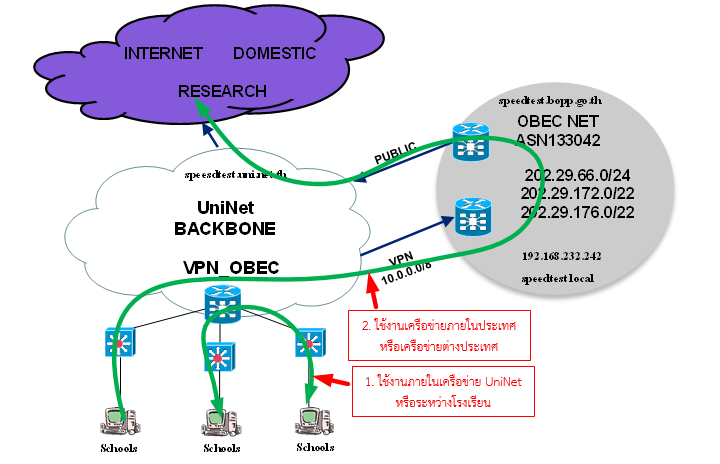 INTERNET DOMESTIC
RESEARCH
speedtest.bopp.go.th
OBEC NET
ASN133042
202.29.66.0/24
202.29.172.0/22
202.29.176.0/22
192.168.232.242
speedtest.local
PUBLIC
speesdtest.uni.net.th
UniNet
BACKBONE
VPN_OBEC
VPN
10.0.0.0/8
2. ใช้งานเครือข่ายภายในประเทศ
หรือเครือข่ายต่างประเทศ
1. ใช้งานภายในเครือข่าย UniNet
หรือระหว่างโรงเรียน
Schools
Schools
Schools